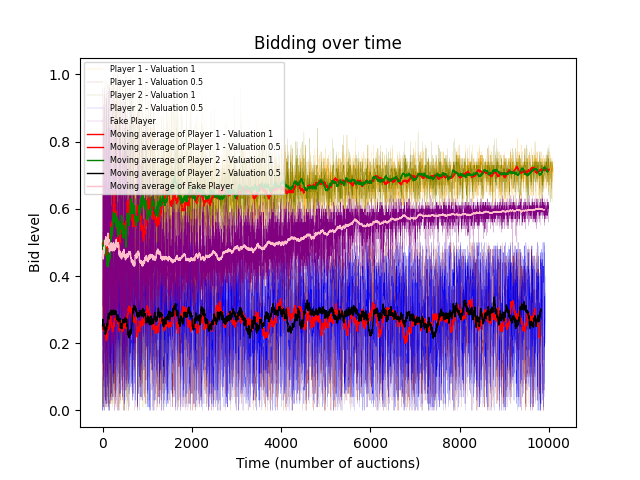 Bidding over time
Player 1 - Valuation 1
Player 1 - Valuation 0.5
Player 2 - Valuation 1
Player 2 - Valuation 0.5
Fake Player
Moving average of Player 1 - Valuation 1
Moving average of Player 1 - Valuation 0.5
Moving average of Player 2 - Valuation 1
Moving average of Player 2 - Valuation 0.5
Moving average of Fake Player
Bid level
1.0
0.8
0.6
0.4
0.2
0.0
0 2000 4000 6000 8000 10000
Time (number of auctions)